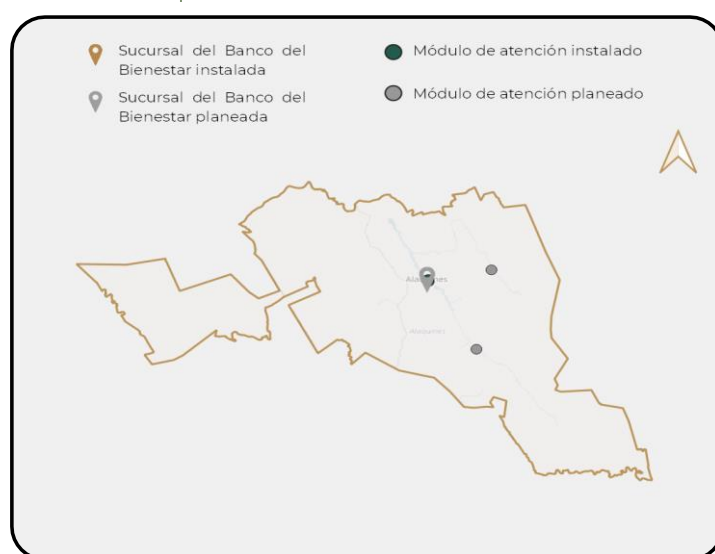 Sucursal del Banco del
Bienestar instalada
Sucursal del Banco del
Bienestar planeada
Módulo de atención instalado
Módulo de atención planeado